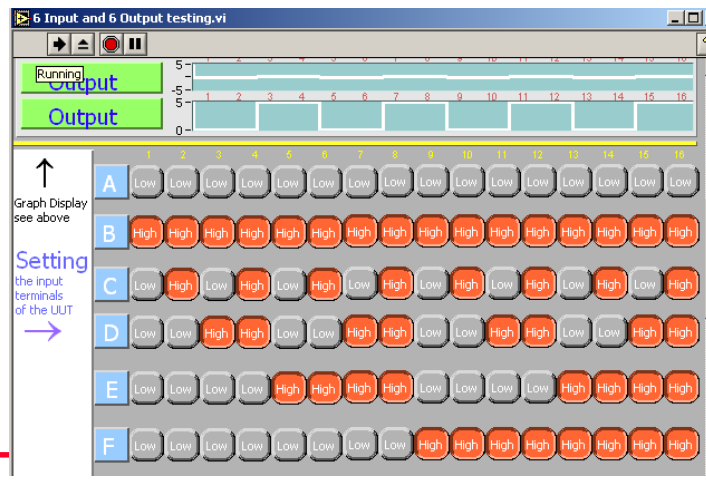 6 Input and 6 Output testing.vi
Running
Output
5-
-5
1 2 3 4 5 6 7 8 9 10 11 12 13 14 15 16
Output
5-
0-
1 2 3 4 5 6 7 8 9 10 11 12 13 14 15 16
Graph Display
see above
A Low Low Low Low Low Low Low Low Low Low Low Low Low Low Low Low
B High High High High High High High High High High High High High High High High
Setting
the input
terminals
of the UUT
C Low High Low High Low High Low High Low High Low High Low High Low High
D Low Low High High Low Low High High Low Low High High Low Low High High
E Low Low Low Low High High High High Low Low Low Low High High High High
F Low Low Low Low Low Low Low Low High High High High High High High High